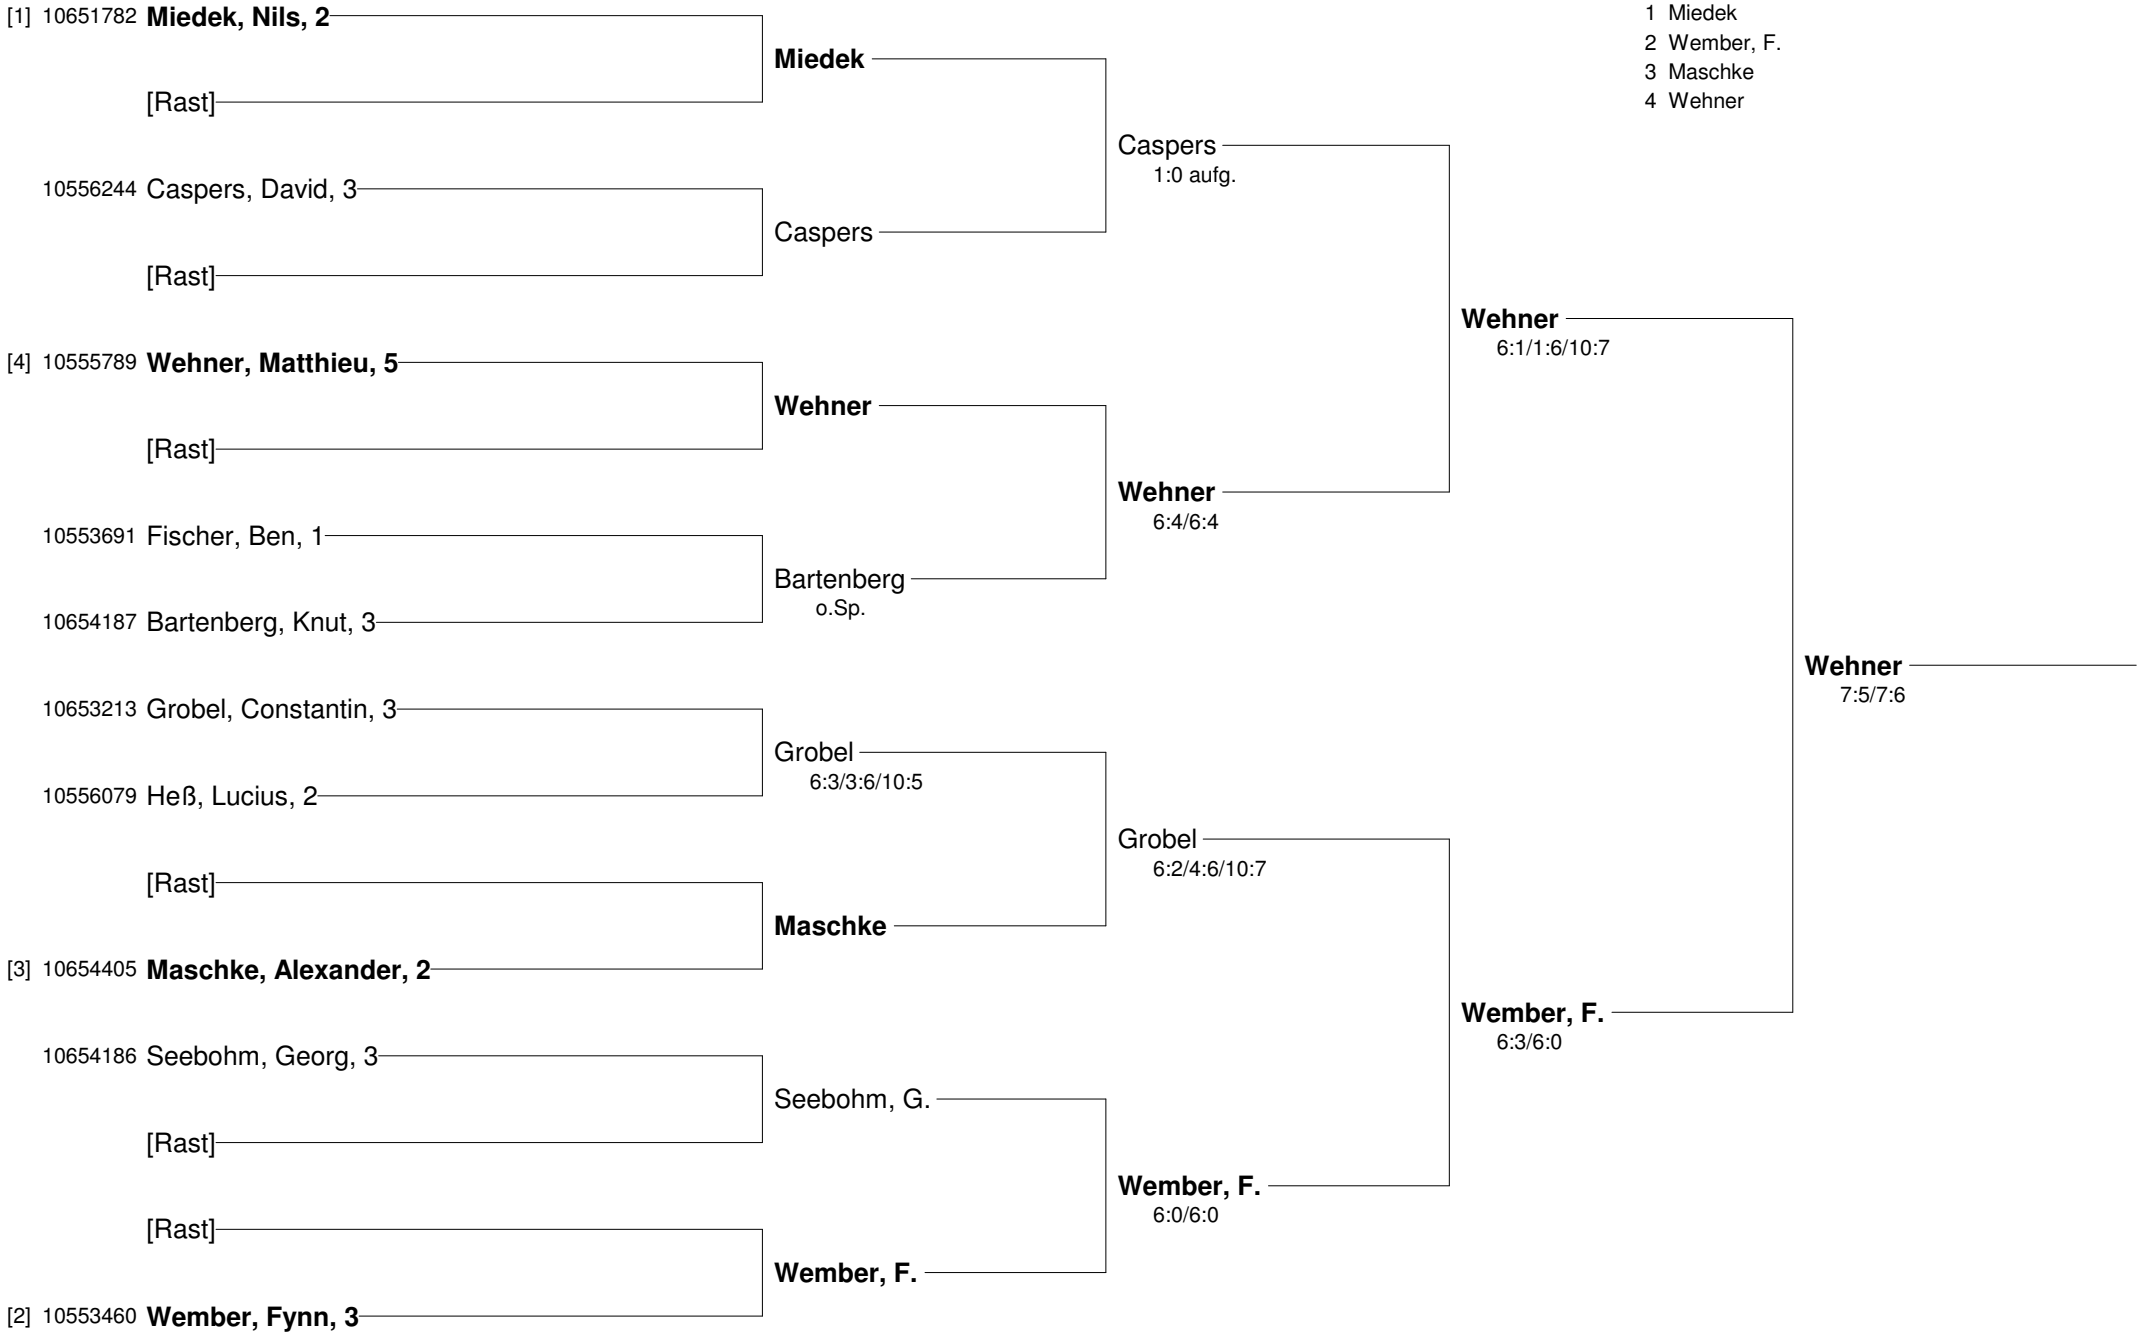 [1] 10651782 Miedek, Nils, 2
[Rast]
10556244 Caspers, David, 3
[Rast]
[4] 10555789 Wehner, Matthieu, 5
[Rast]
10553691 Fischer, Ben, 1
10654187 Bartenberg, Knut, 3
10653213 Grobel, Constantin, 3
10556079 Heß, Lucius, 2
[Rast]
[3] 10654405 Maschke, Alexander, 2
10654186 Seebohm, Georg, 3
[Rast]
[Rast]
[2] 10553460 Wember, Fynn, 3
Miedek
Caspers
Wehner
Bartenberg
o.Sp.
Grobel
6:3/3:6/10:5
Maschke
Seebohm, G.
Wember, F.
Caspers
1:0 aufg.
Wehner
6:4/6:4
Grobel
6:2/4:6/10:7
Wember, F.
6:0/6:0
Wehner
6:1/1:6/10:7
Wember, F.
6:3/6:0
Wehner
7:5/7:6
1 Miedek
2 Wember, F.
3 Maschke
4 Wehner